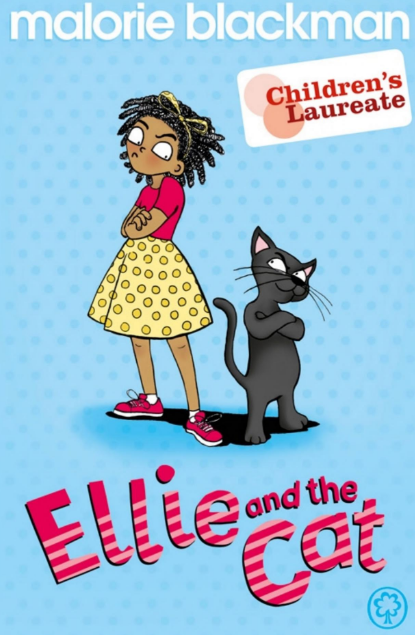 malorie blackman
Children's
Laureate
Ellie and the
Cat